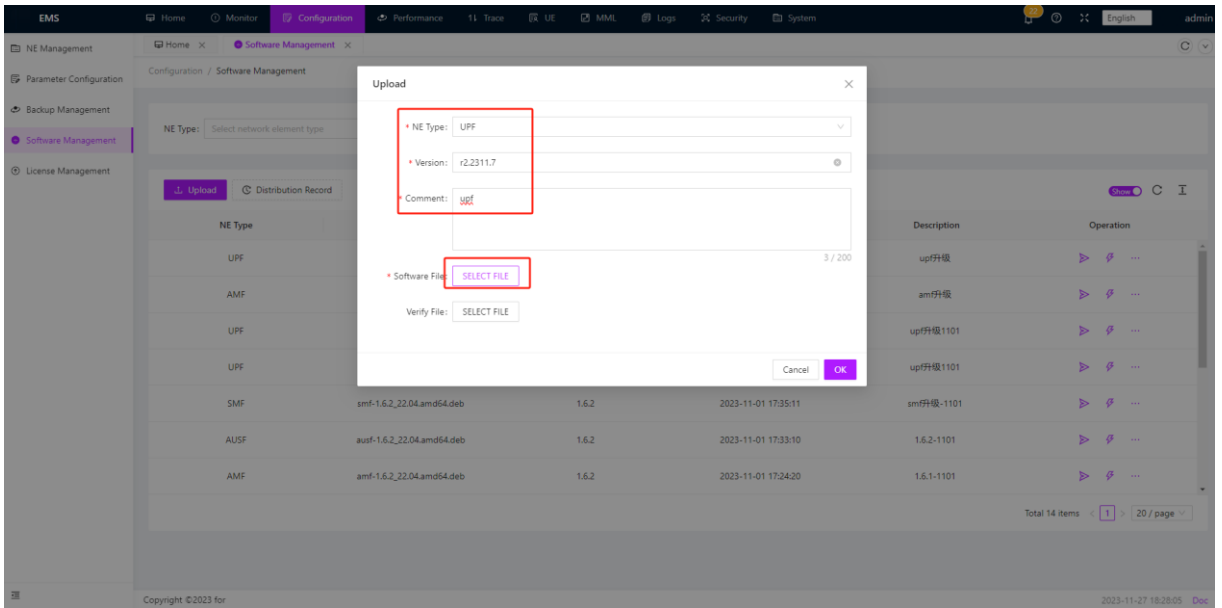 EMS Home Monitor Configuration Performance Trace UE MML Logs Security System 22 English admin
NE Management Home Software Management
Parameter Configuration Configuration / Software Management
Backup Management
Software Management
License Management
NE Type: Select network element type
Upload Distribution Record Show
NE Type Description Operation
UPF upf升级
AMF amf升级
UPF upf升级1101
UPF upf升级1101
SMF smf-1.6.2_22.04.amd64.deb 1.6.2 2023-11-01 17:35:11 smf升级-1101
AUSF ausf-1.6.2_22.04.amd64.deb 1.6.2 2023-11-01 17:33:10 1.6.2-1101
AMF amf-1.6.2_22.04.amd64.deb 1.6.2 2023-11-01 17:24:20 1.6.1-1101
Total 14 items < 1 > 20 / page
Upload
* NE Type: UPF
* Version: r2.2311.7
* Comment: upf
3 / 200
* Software File: SELECT FILE
Verify File: SELECT FILE
Cancel OK
Copyright ©2023 for 2023-11-27 18:28:05 Doc